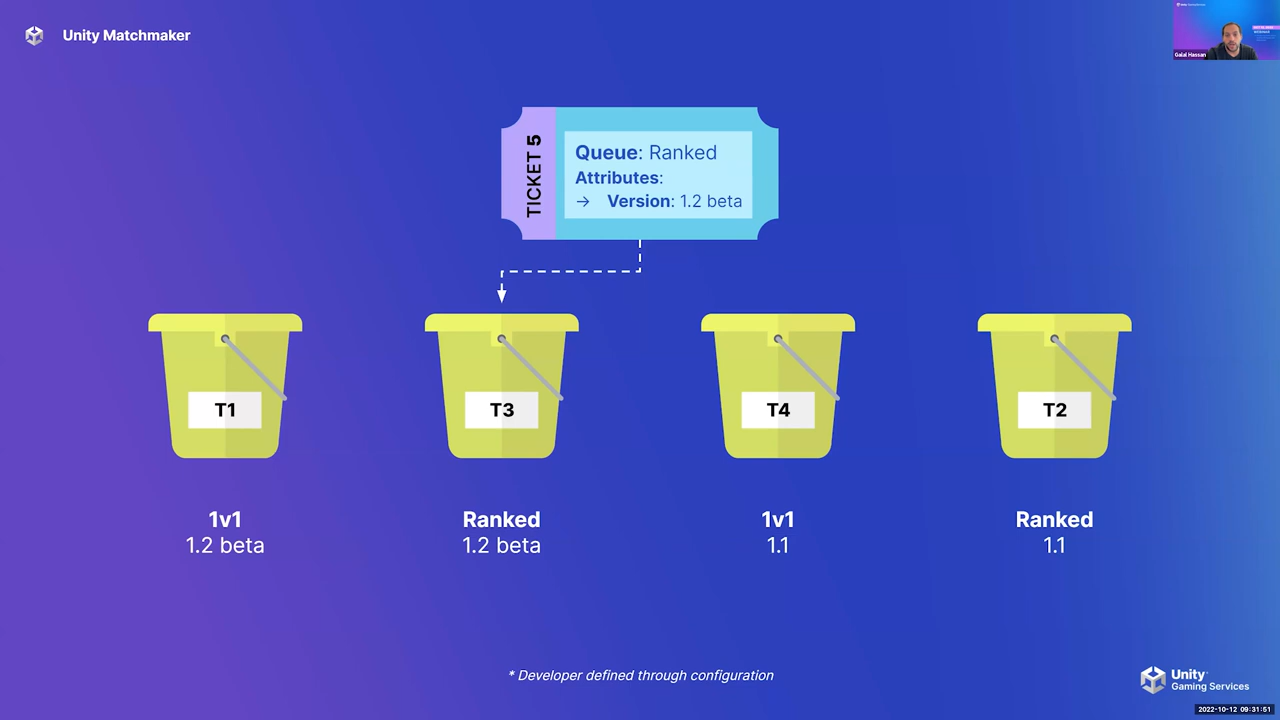 Unity Matchmaker
Galal Hassan
TICKET 5
Queue: Ranked
Attributes:
→ Version: 1.2 beta
T1
T3
T4
T2
1v1
1.2 beta
Ranked
1.2 beta
1v1
1.1
Ranked
1.1
* Developer defined through configuration
Unity
Gaming Services
2022-10-12 09:31:51